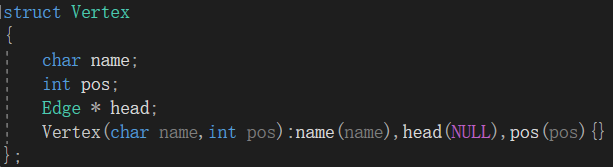 struct Vertex
{
char name;
int pos;
Edge * head;
Vertex(char name,int pos):name(name),head(NULL),pos(pos){}
};